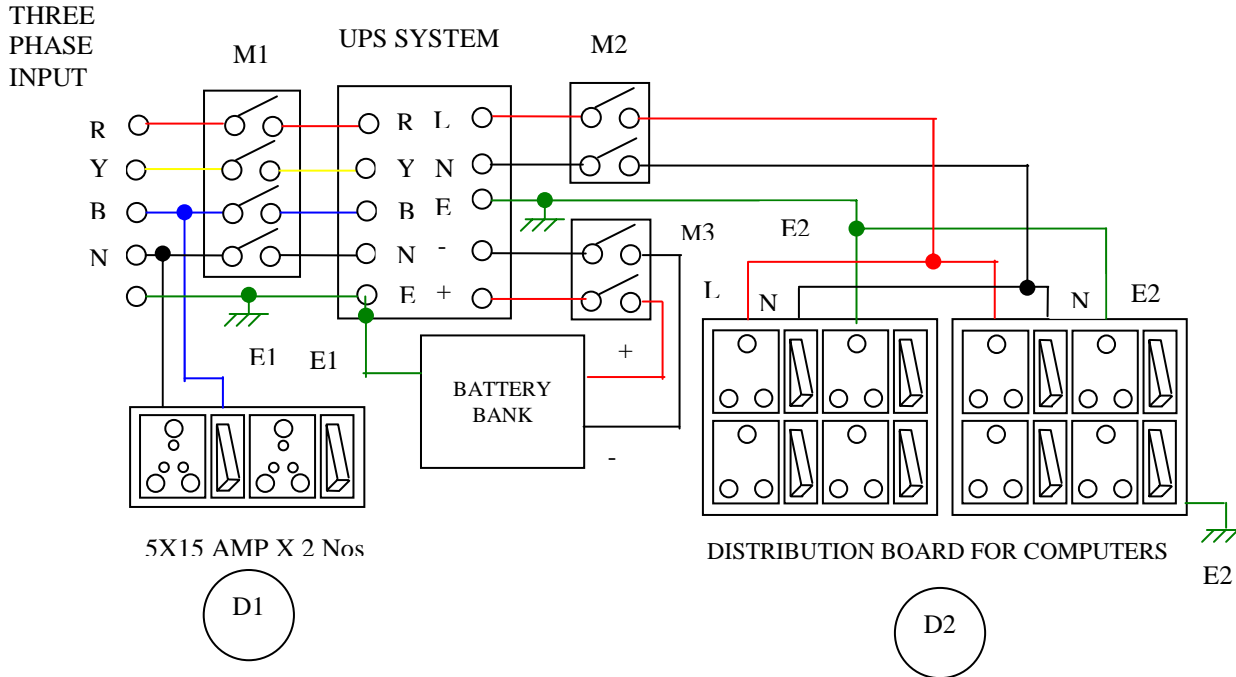 THREE
PHASE
INPUT
M1
UPS SYSTEM
M2
R
R L
Y
Y N
B
B E
N
N -
E +
M3
E2
E1
E1
L
N
N
E2
+
-
BATTERY
BANK
5X15 AMP X 2 Nos
DISTRIBUTION BOARD FOR COMPUTERS
E2
D1
D2